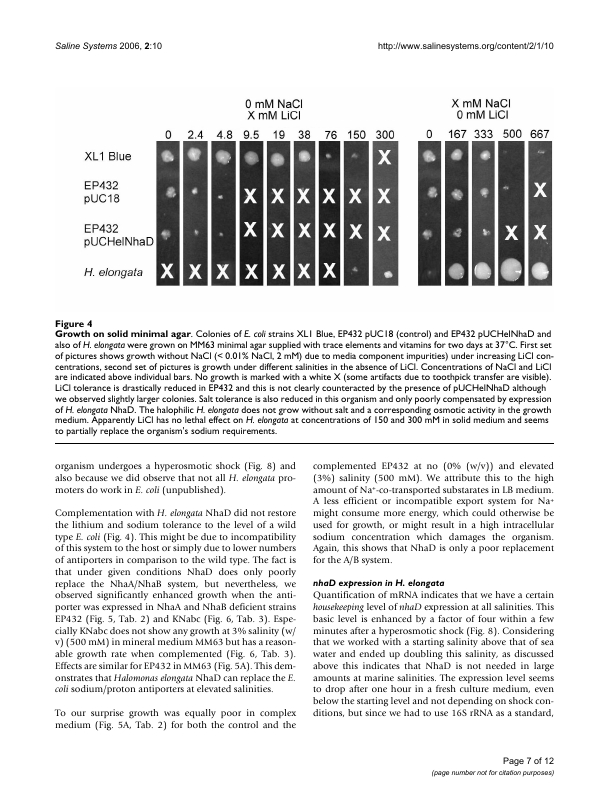 Saline Systems 2006, 2:10
http://www.salinesystems.org/content/2/1/10
0 mM NaCl
X mM LiCl
X mM NaCl
0 mM LiCl
0 2.4 4.8 9.5 19 38 76 150 300
0 167 333 500 667
XL1 Blue
X
EP432
pUC18
X X X X X X
X
EP432
pUCHelNhaD
X X X X X X
X X
H. elongata
X X X X X X X
Figure 4
Growth on solid minimal agar. Colonies of E. coli strains XL1 Blue, EP432 pUC18 (control) and EP432 pUCHelNhaD and
also of H. elongata were grown on MM63 minimal agar supplied with trace elements and vitamins for two days at 37°C. First set
of pictures shows growth without NaCl (< 0.01% NaCl, 2 mM) due to media component impurities) under increasing LiCl con-
centrations, second set of pictures is growth under different salinities in the absence of LiCl. Concentrations of NaCl and LiCl
are indicated above individual bars. No growth is marked with a white X (some artifacts due to toothpick transfer are visible).
LiCl tolerance is drastically reduced in EP432 and this is not clearly counteracted by the presence of pUCHelNhaD although
we observed slightly larger colonies. Salt tolerance is also reduced in this organism and only poorly compensated by expression
of H. elongata NhaD. The halophilic H. elongata does not grow without salt and a corresponding osmotic activity in the growth
medium. Apparently LiCl has no lethal effect on H. elongata at concentrations of 150 and 300 mM in solid medium and seems
to partially replace the organism's sodium requirements.
organism undergoes a hyperosmotic shock (Fig. 8) and
also because we did observe that not all H. elongata pro-
moters do work in E. coli (unpublished).
Complementation with H. elongata NhaD did not restore
the lithium and sodium tolerance to the level of a wild
type E. coli (Fig. 4). This might be due to incompatibility
of this system to the host or simply due to lower numbers
of antiporters in comparison to the wild type. The fact is
that under given conditions NhaD does only poorly
replace the NhaA/NhaB system, but nevertheless, we
observed significantly enhanced growth when the anti-
porter was expressed in NhaA and NhaB deficient strains
EP432 (Fig. 5, Tab. 2) and KNabc (Fig. 6, Tab. 3). Espe-
cially KNabc does not show any growth at 3% salinity (w/
v) (500 mM) in mineral medium MM63 but has a reason-
able growth rate when complemented (Fig. 6, Tab. 3).
Effects are similar for EP432 in MM63 (Fig. 5A). This dem-
onstrates that Halomonas elongata NhaD can replace the E.
coli sodium/proton antiporters at elevated salinities.
To our surprise growth was equally poor in complex
medium (Fig. 5A, Tab. 2) for both the control and the
complemented EP432 at no (0% (w/v)) and elevated
(3%) salinity (500 mM). We attribute this to the high
amount of Na+-co-transported substarates in LB medium.
A less efficient or incompatible export system for Na+
might consume more energy, which could otherwise be
used for growth, or might result in a high intracellular
sodium concentration which damages the organism.
Again, this shows that NhaD is only a poor replacement
for the A/B system.
nhaD expression in H. elongata
Quantification of mRNA indicates that we have a certain
housekeeping level of nhaD expression at all salinities. This
basic level is enhanced by a factor of four within a few
minutes after a hyperosmotic shock (Fig. 8). Considering
that we worked with a starting salinity above that of sea
water and ended up doubling this salinity, as discussed
above this indicates that NhaD is not needed in large
amounts at marine salinities. The expression level seems
to drop after one hour in a fresh culture medium, even
below the starting level and not depending on shock con-
ditions, but since we had to use 16S rRNA as a standard,
Page 7 of 12
(page number not for citation purposes)